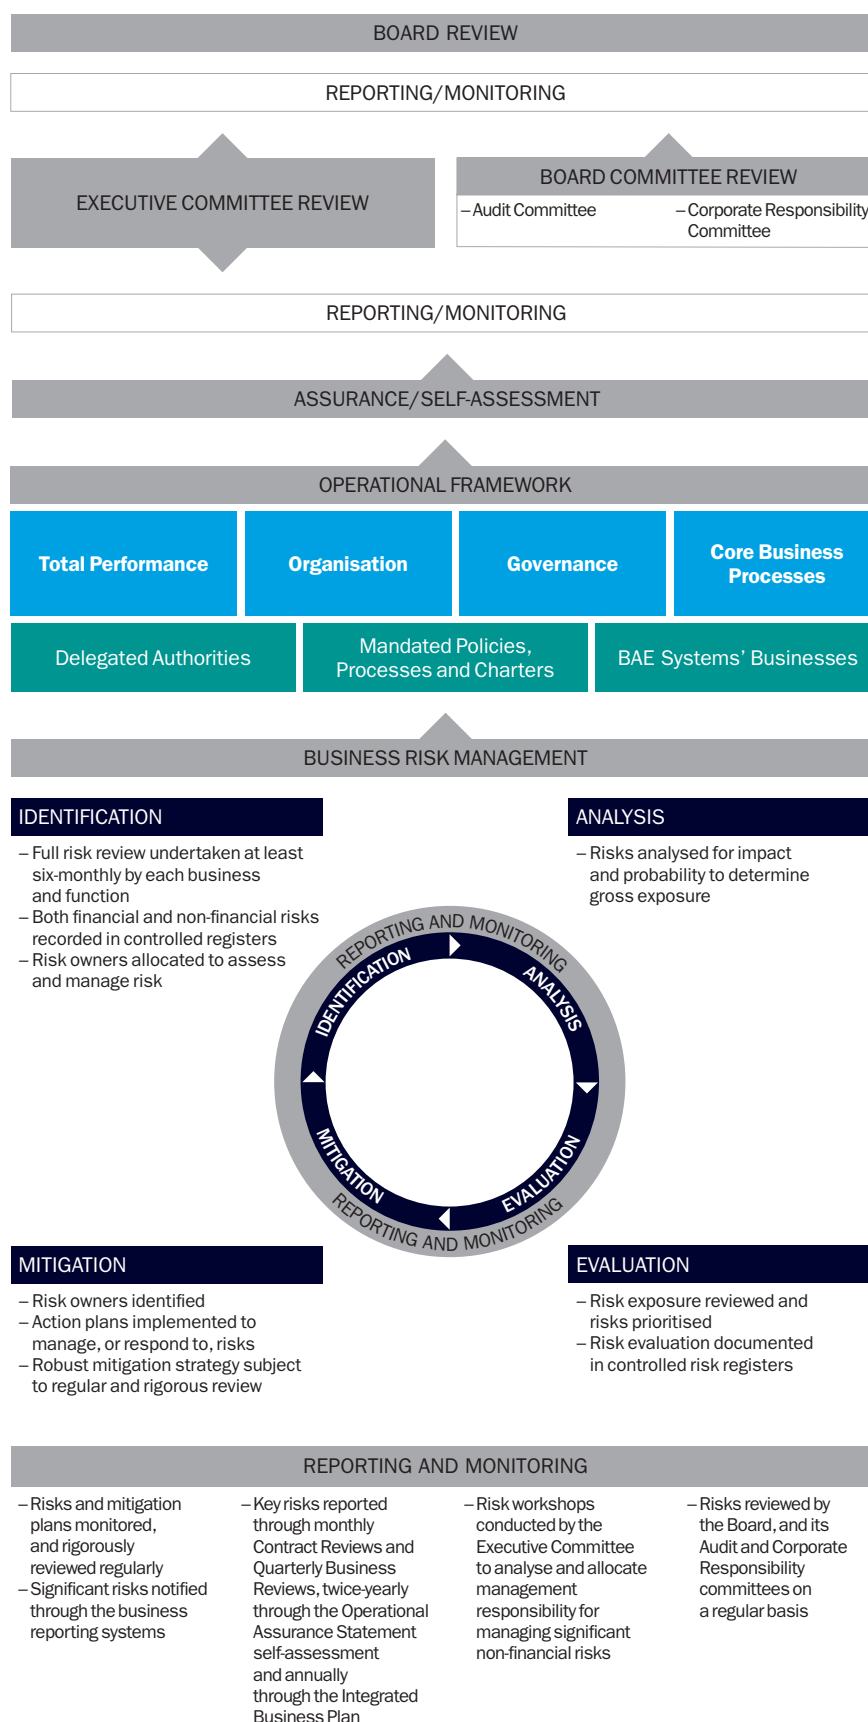 BOARD REVIEW
REPORTING/MONITORING
EXECUTIVE COMMITTEE REVIEW
BOARD COMMITTEE REVIEW
– Audit Committee
– Corporate Responsibility
Committee
REPORTING/MONITORING
ASSURANCE/SELF-ASSESSMENT
OPERATIONAL FRAMEWORK
Total Performance
Organisation
Governance
Core Business
Processes
Delegated Authorities
Mandated Policies,
Processes and Charters
BAE Systems’ Businesses
BUSINESS RISK MANAGEMENT
IDENTIFICATION
– Full risk review undertaken at least
six-monthly by each business
and function
– Both financial and non-financial risks
recorded in controlled registers
– Risk owners allocated to assess
and manage risk
ANALYSIS
– Risks analysed for impact
and probability to determine
gross exposure
REPORTING AND MONITORING
IDENTIFICATION
ANALYSIS
MITIGATION
EVALUATION
REPORTING AND MONITORING
MITIGATION
– Risk owners identified
– Action plans implemented to
manage, or respond to, risks
– Robust mitigation strategy subject
to regular and rigorous review
EVALUATION
– Risk exposure reviewed and
risks prioritised
– Risk evaluation documented
in controlled risk registers
REPORTING AND MONITORING
– Risks and mitigation
plans monitored,
and rigorously
reviewed regularly
– Significant risks notified
through the business
reporting systems
– Key risks reported
through monthly
Contract Reviews and
Quarterly Business
Reviews, twice-yearly
through the Operational
Assurance Statement
self-assessment
and annually
through the Integrated
Business Plan
– Risk workshops
conducted by the
Executive Committee
to analyse and allocate
management
responsibility for
managing significant
non-financial risks
– Risks reviewed by
the Board, and its
Audit and Corporate
Responsibility
committees on
a regular basis